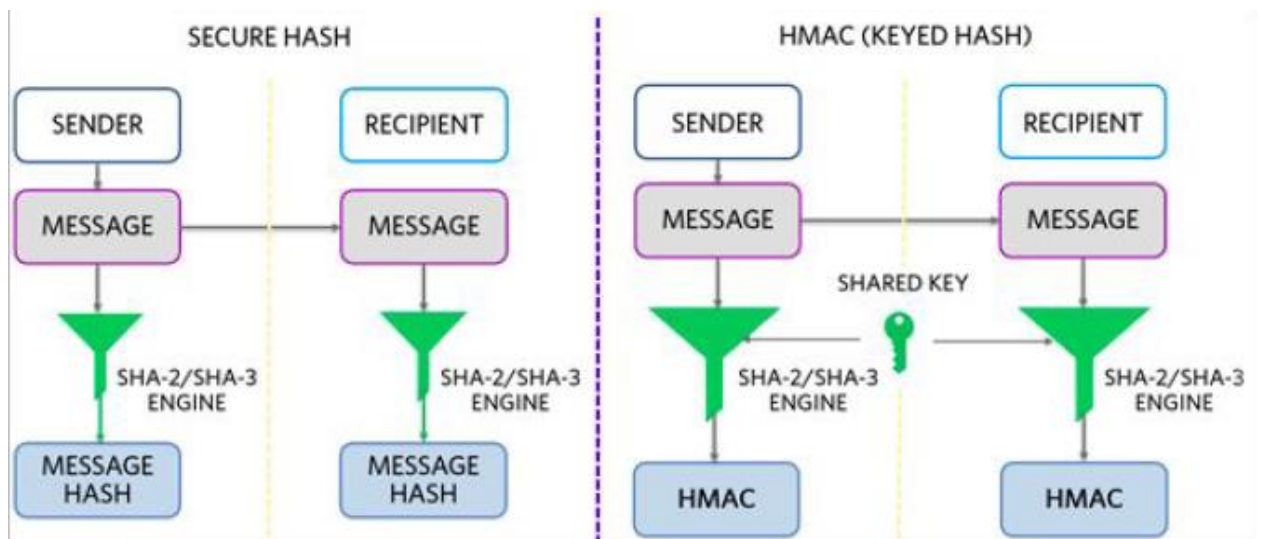 SECURE HASH
SENDER
RECIPIENT
MESSAGE
MESSAGE
SHA-2/SHA-3
ENGINE
SHA-2/SHA-3
ENGINE
MESSAGE
HASH
MESSAGE
HASH
HMAC (KEYED HASH)
SENDER
RECIPIENT
MESSAGE
MESSAGE
SHARED KEY
SHA-2/SHA-3
ENGINE
SHA-2/SHA-3
ENGINE
HMAC
HMAC